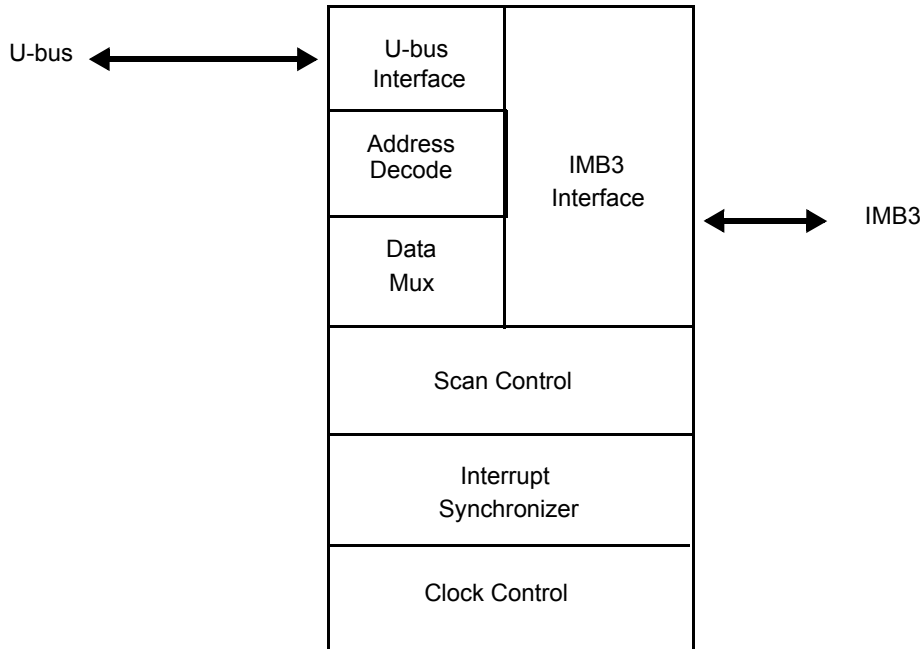 U-bus
U-bus
Interface
Address
Decode
IMB3
Interface
IMB3
Data
Mux
Scan Control
Interrupt
Synchronizer
Clock Control